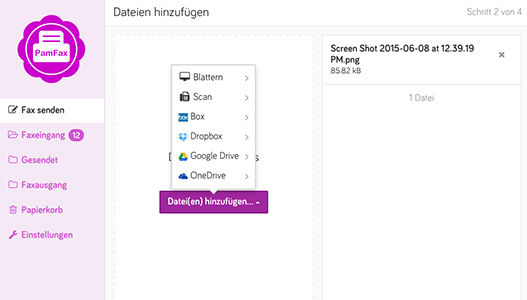 PamFax
Fax senden
Faxeingang 12
Gesendet
Faxausgang
Papierkorb
Einstellungen
Dateien hinzufügen
Schritt 2 von 4
Blattern
Scan
Box
Dropbox
Google Drive
OneDrive
Datei(en) hinzufügen...
Screen Shot 2015-06-08 at 12.39.19
PM.png
85.82 kB
1 Datei